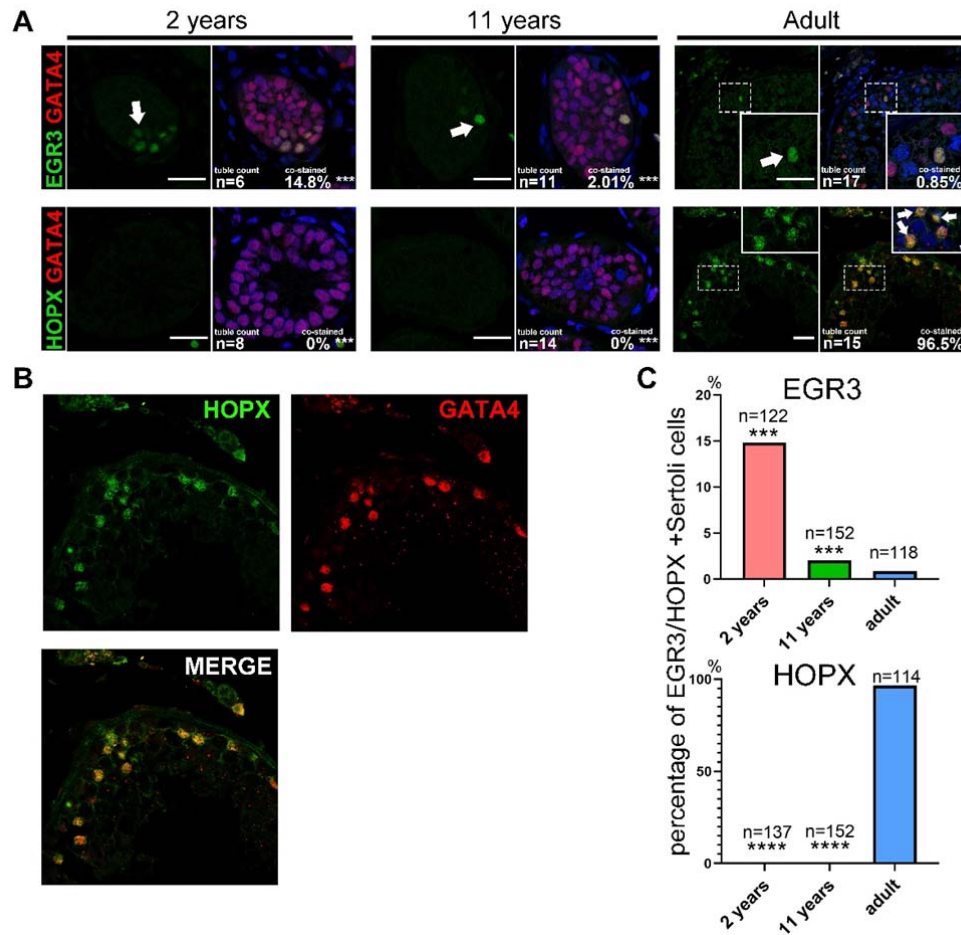 A
2 years
11 years
Adult
EGR3 GATA4
tuble count
n=6
co-stained
14.8% ***
tuble count
n=11
co-stained
2.01% ***
tuble count
n=17
co-stained
0.85%
HOPX GATA4
tuble count
n=8
co-stained
0% ***
tuble count
n=14
co-stained
0% ***
tuble count
n=15
co-stained
96.5%
B
HOPX
GATA4
MERGE
C
percentage of EGR3/HOPX +Sertoli cells
%
EGR3
20
15
10
5
0
n=122
***
n=152
***
n=118
2 years
11 years
adult
%
HOPX
100
50
0
n=137
****
n=152
****
n=114
2 years
11 years
adult